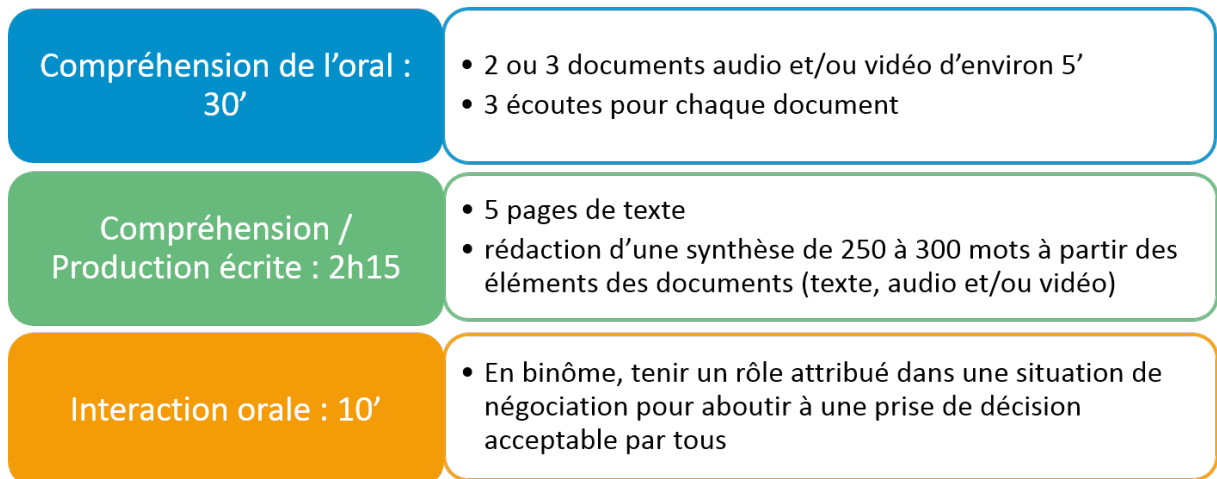 Compréhension de l’oral :
30’
• 2 ou 3 documents audio et/ou vidéo d’environ 5’
• 3 écoutes pour chaque document
Compréhension /
Production écrite : 2h15
• 5 pages de texte
• rédaction d’une synthèse de 250 à 300 mots à partir des
éléments des documents (texte, audio et/ou vidéo)
Interaction orale : 10’
• En binôme, tenir un rôle attribué dans une situation de
négociation pour aboutir à une prise de décision
acceptable par tous